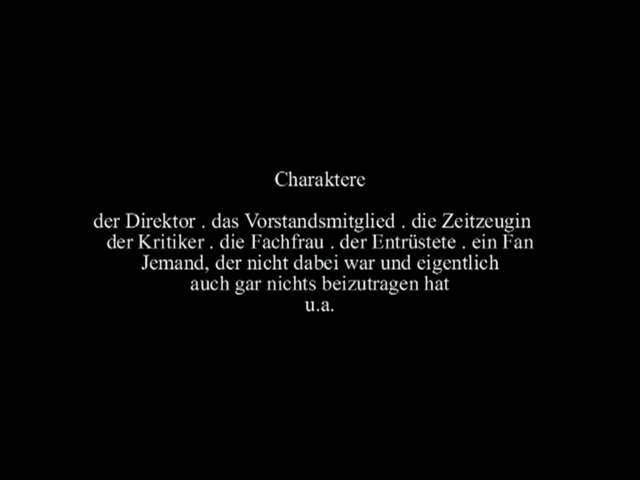 Charaktere
der Direktor . das Vorstandsmitglied . die Zeitzeugin
der Kritiker . die Fachfrau . der Entrüstete . ein Fan
Jemand, der nicht dabei war und eigentlich
auch gar nichts beizutragen hat
u.a.